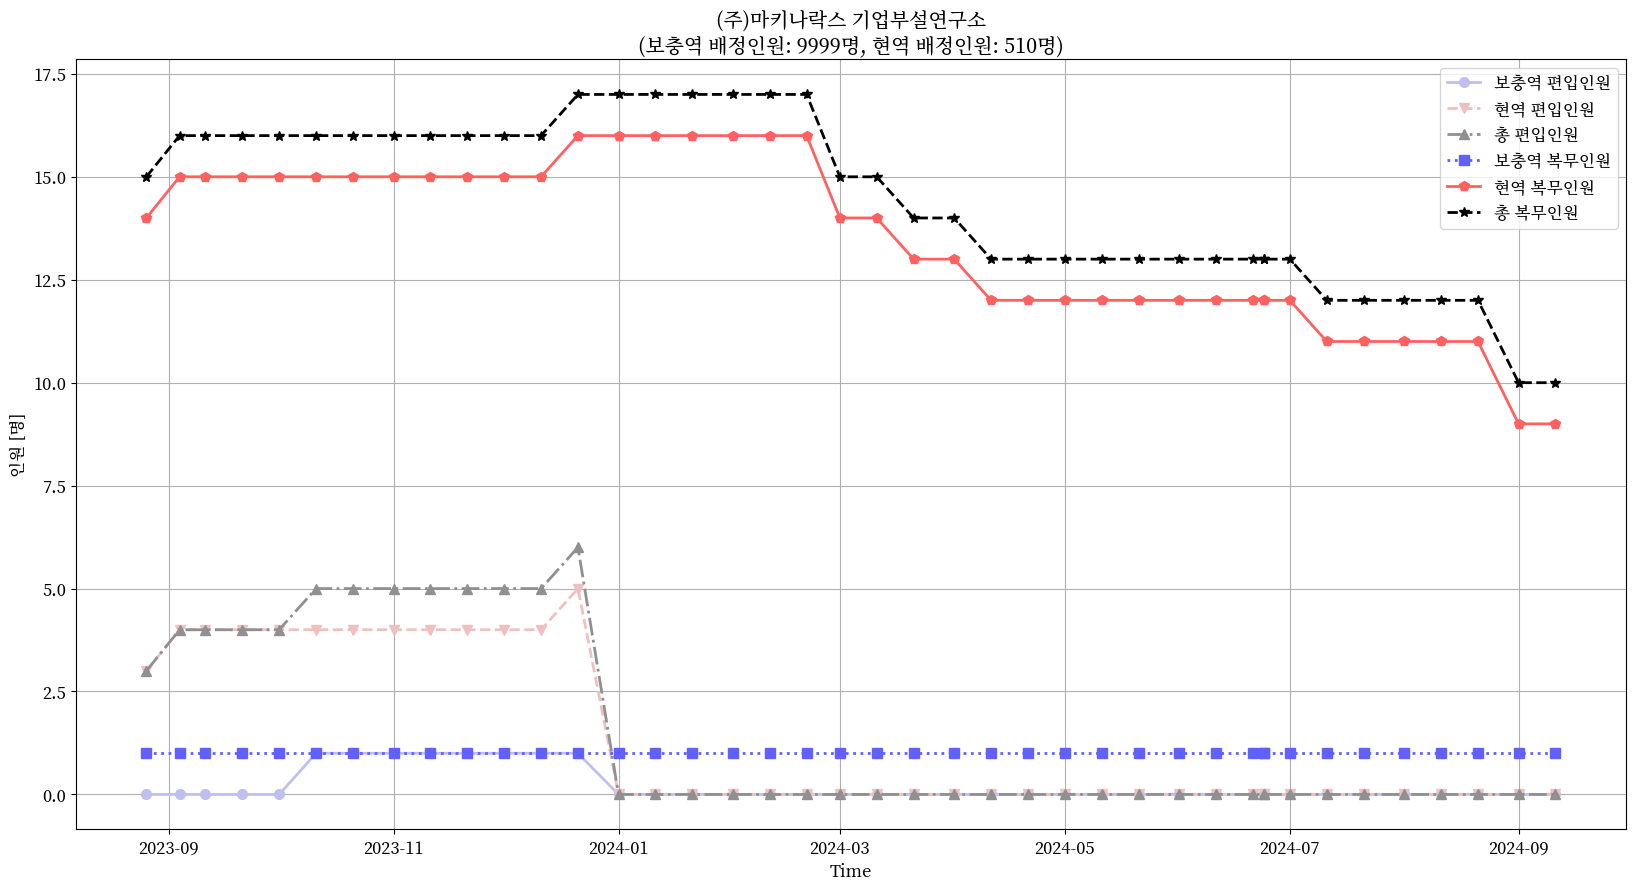 (주)마키나락스 기업부설연구소
(보충역 배정인원: 9999명, 현역 배정인원: 510명)
17.5
15.0
12.5
10.0
7.5
5.0
2.5
0.0
인원 [명]
보충역 편입인원
현역 편입인원
총 편입인원
보충역 복무인원
현역 복무인원
총 복무인원
2023-09
2023-11
2024-01
2024-03
2024-05
2024-07
2024-09
Time